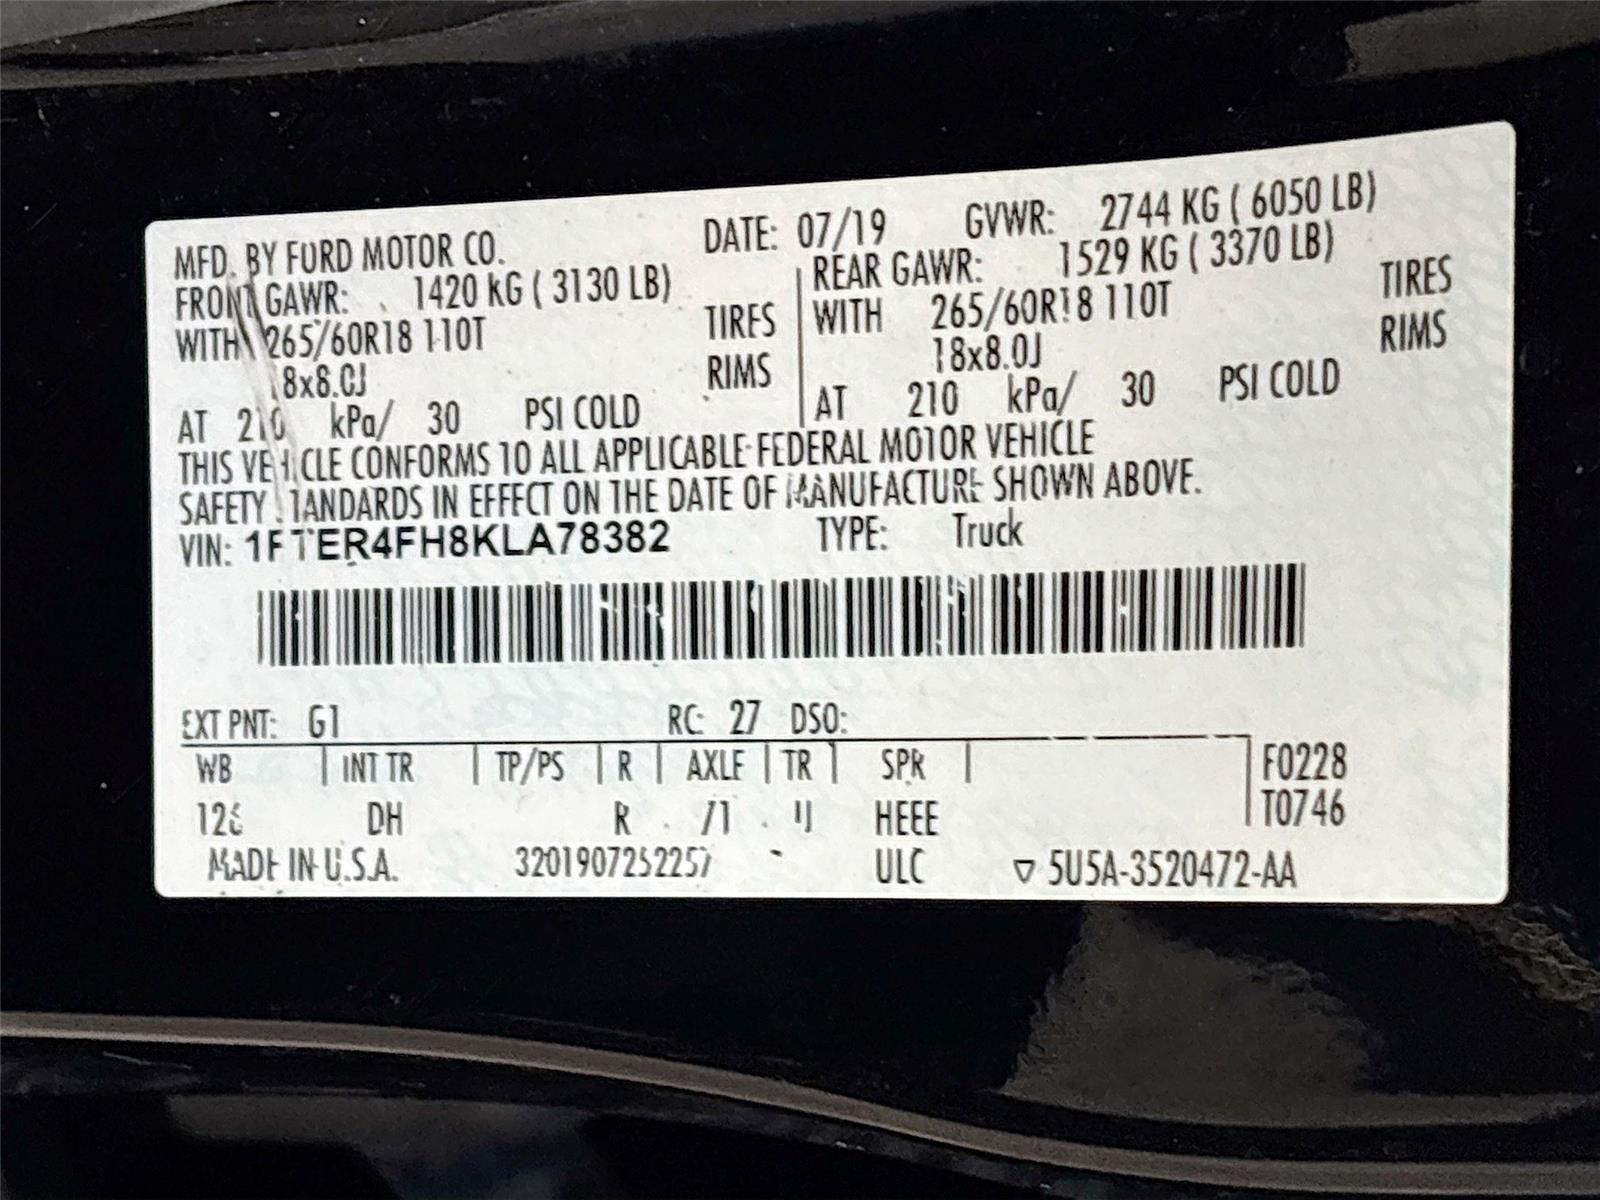 MFD. BY FORD MOTOR CO. DATE: 07/19 GVWR: 2744 KG ( 6050 LB)
FRONT GAWR: 1420 KG ( 3130 LB) REAR GAWR: 1529 KG ( 3370 LB)
WITH 265/60R18 110T TIRES WITH 265/60R18 110T TIRES
18x8.0J RIMS 18x8.0J RIMS
AT 210 kPa/ 30 PSI COLD AT 210 kPa/ 30 PSI COLD
THIS VEHICLE CONFORMS TO ALL APPLICABLE FEDERAL MOTOR VEHICLE
SAFETY STANDARDS IN EFFECT ON THE DATE OF MANUFACTURE SHOWN ABOVE.
VIN: 1FTER4FH8KLA78382 TYPE: Truck
EXT PNT: G1 RC: 27 DSO:
WB INT TR TP/PS R AXLE TR SPR F0228
DH R HEEE T0746
MADE IN U.S.A. ULC 5U5A-3520472-AA